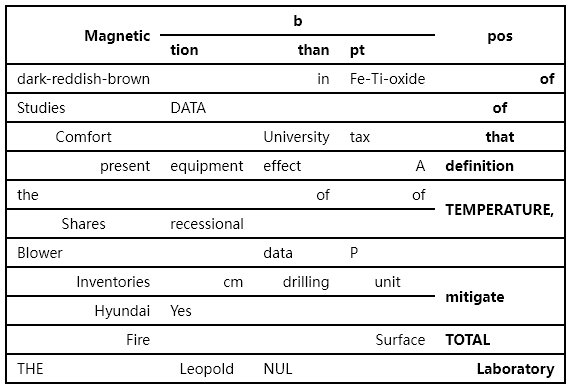 Magnetic b pos
tion than pt
dark-reddish-brown in Fe-Ti-oxide of
Studies DATA of
Comfort University tax that
present equipment effect A definition
the of of TEMPERATURE,
Shares recessional
Blower data P
Inventories cm drilling unit mitigate
Hyundai Yes
Fire Surface TOTAL
THE Leopold NUL Laboratory